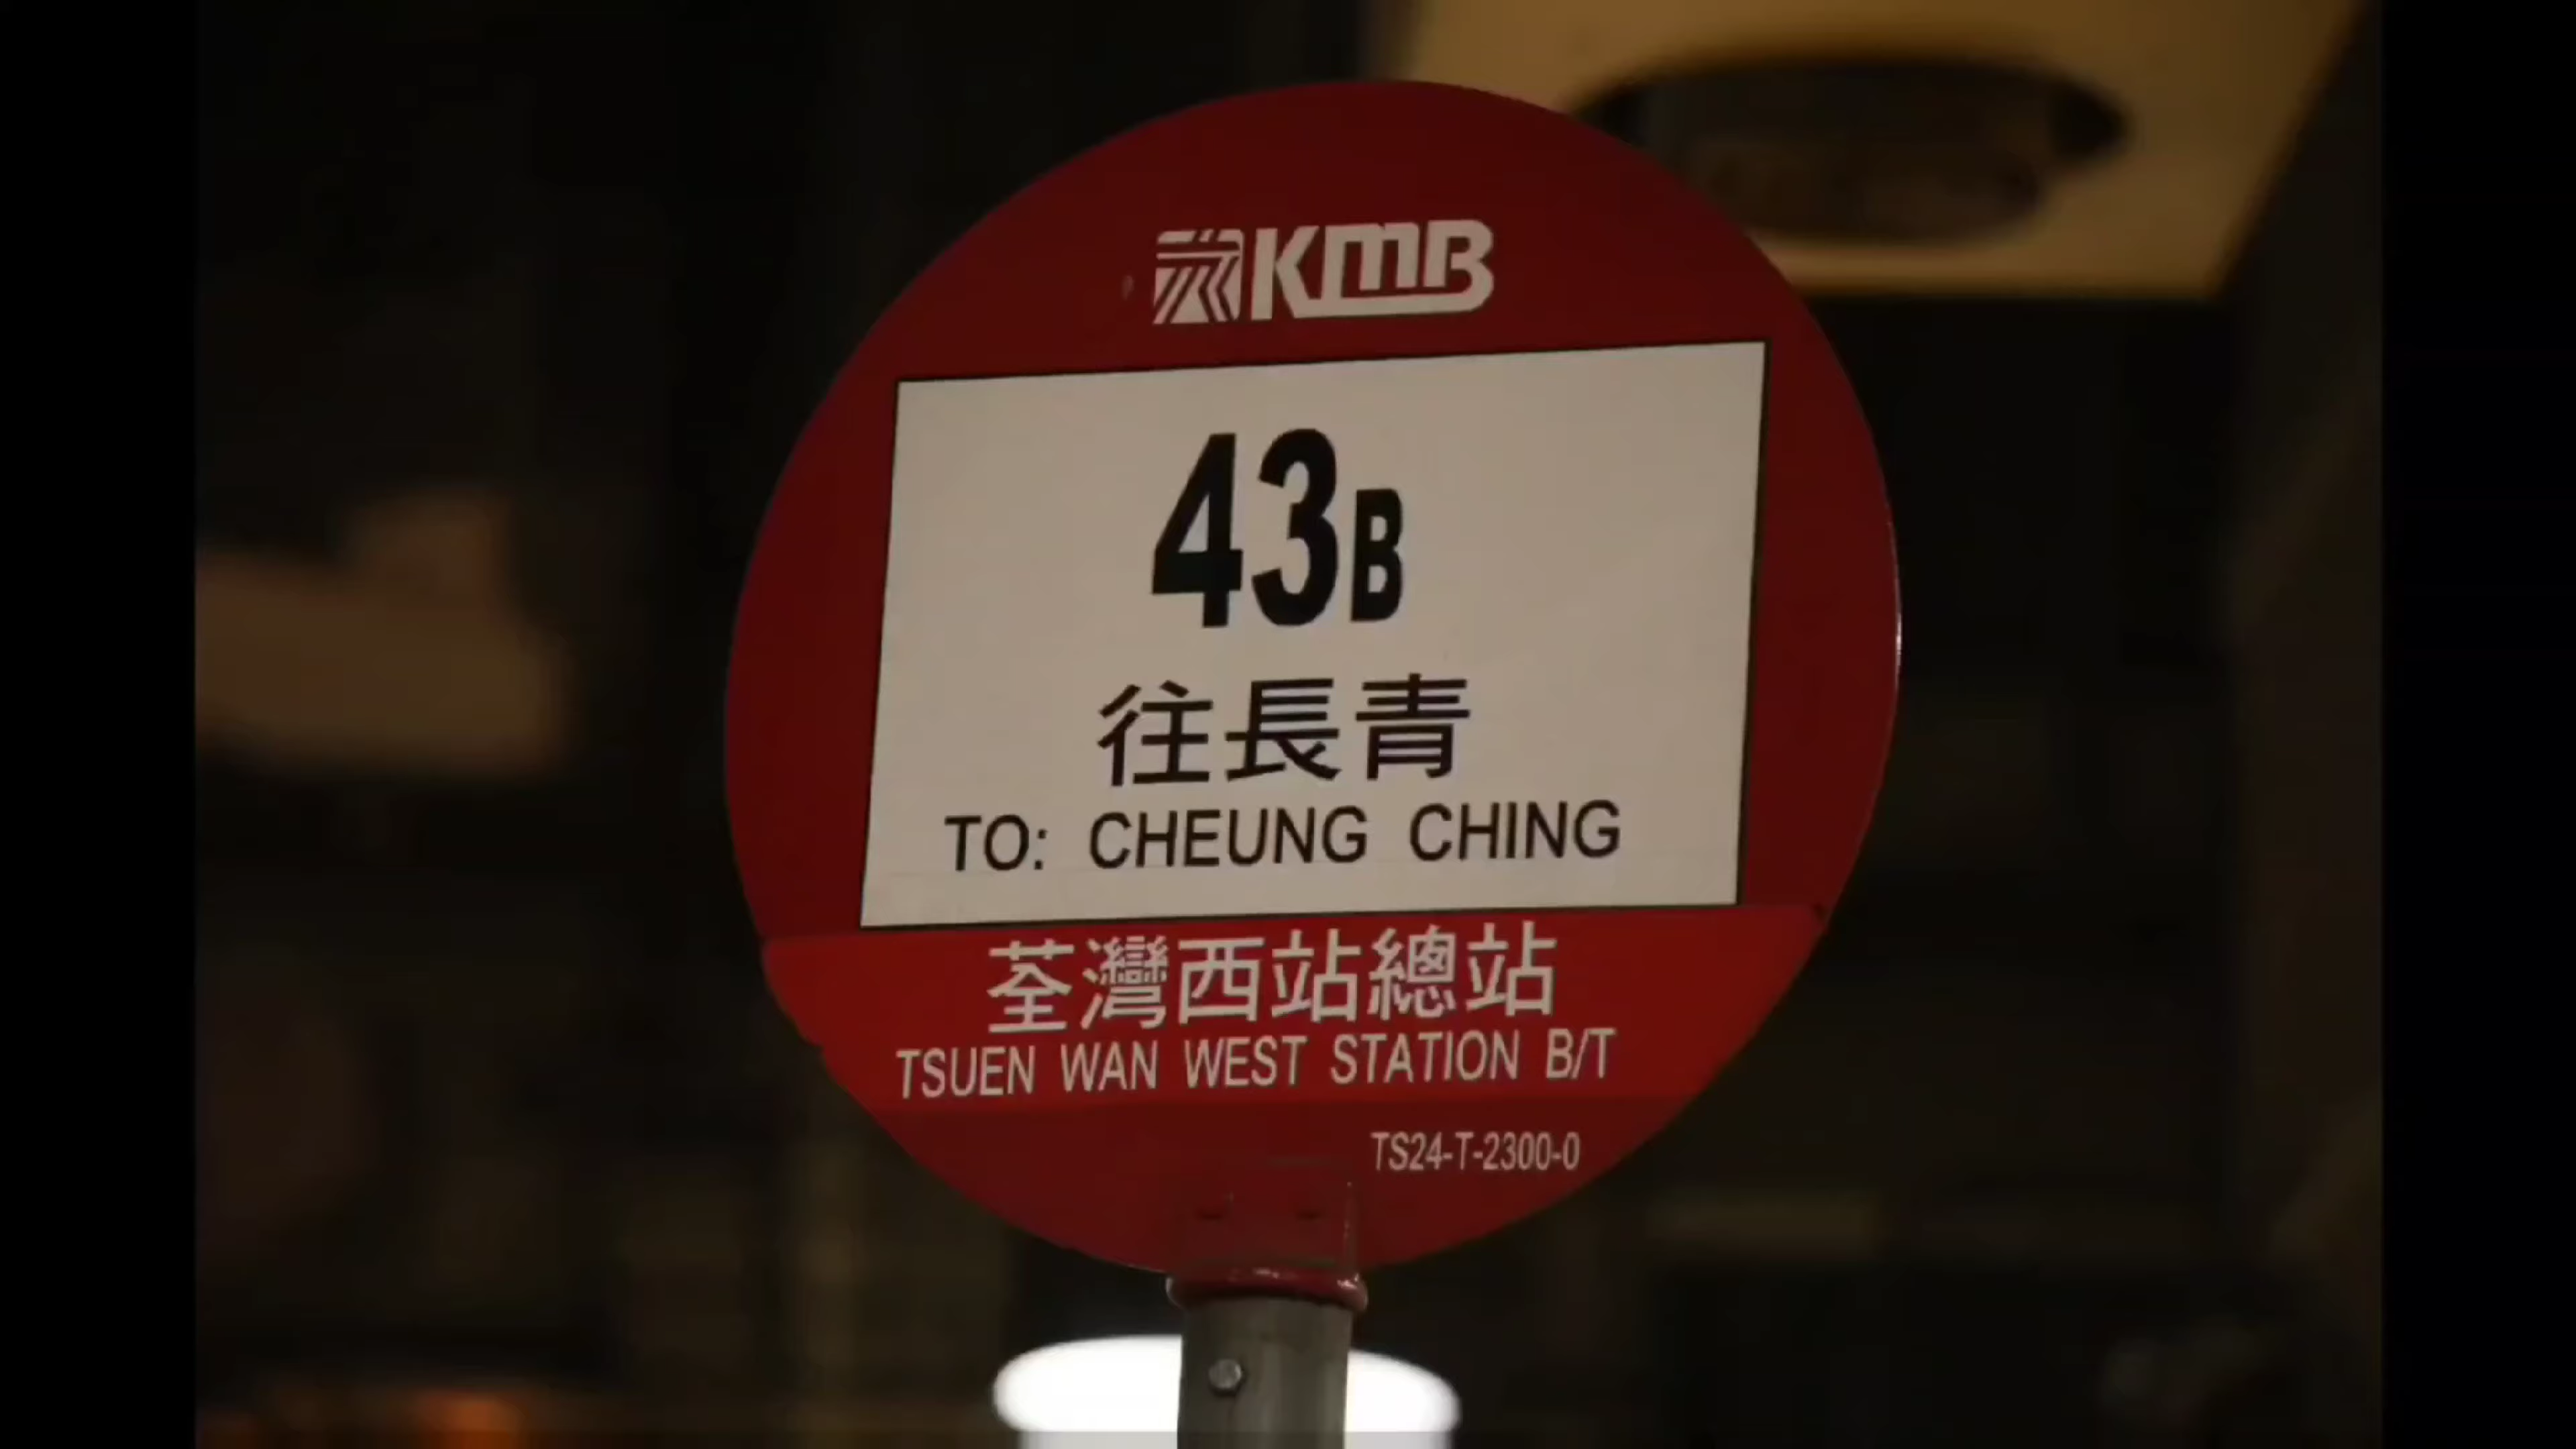 KMB
43B
往長青
TO: CHEUNG CHING
荃灣西站總站
TSUEN WAN WEST STATION B/T
TS24-T-2300-0